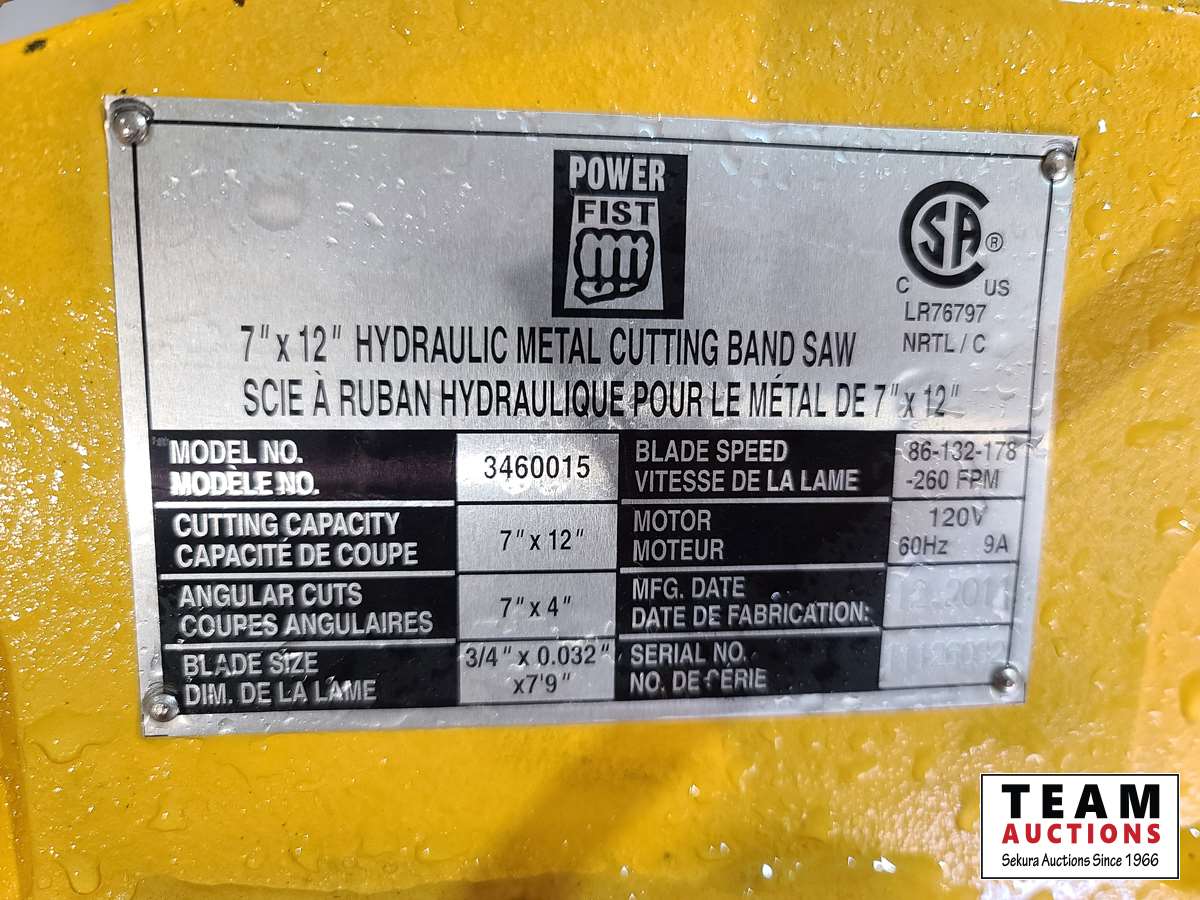 POWER
FIST
CSA ®
C US
LR76797
NRTL / C
7" x 12" HYDRAULIC METAL CUTTING BAND SAW
SCIE À RUBAN HYDRAULIQUE POUR LE MÉTAL DE 7" x 12"
MODEL NO.
MODÈLE NO.
3460015
BLADE SPEED
VITESSE DE LA LAME
86-132-178
-260 FPM
CUTTING CAPACITY
CAPACITÉ DE COUPE
7" x 12"
MOTOR
MOTEUR
120V
60Hz 9A
ANGULAR CUTS
COUPES ANGULAIRES
7" x 4"
MFG. DATE
DATE DE FABRICATION:
BLADE SIZE
DIM. DE LA LAME
3/4" x 0.032"
x7'9"
SERIAL NO.
NO. DE SERIE
TEAM
AUCTIONS
Sekura Auctions Since 1966